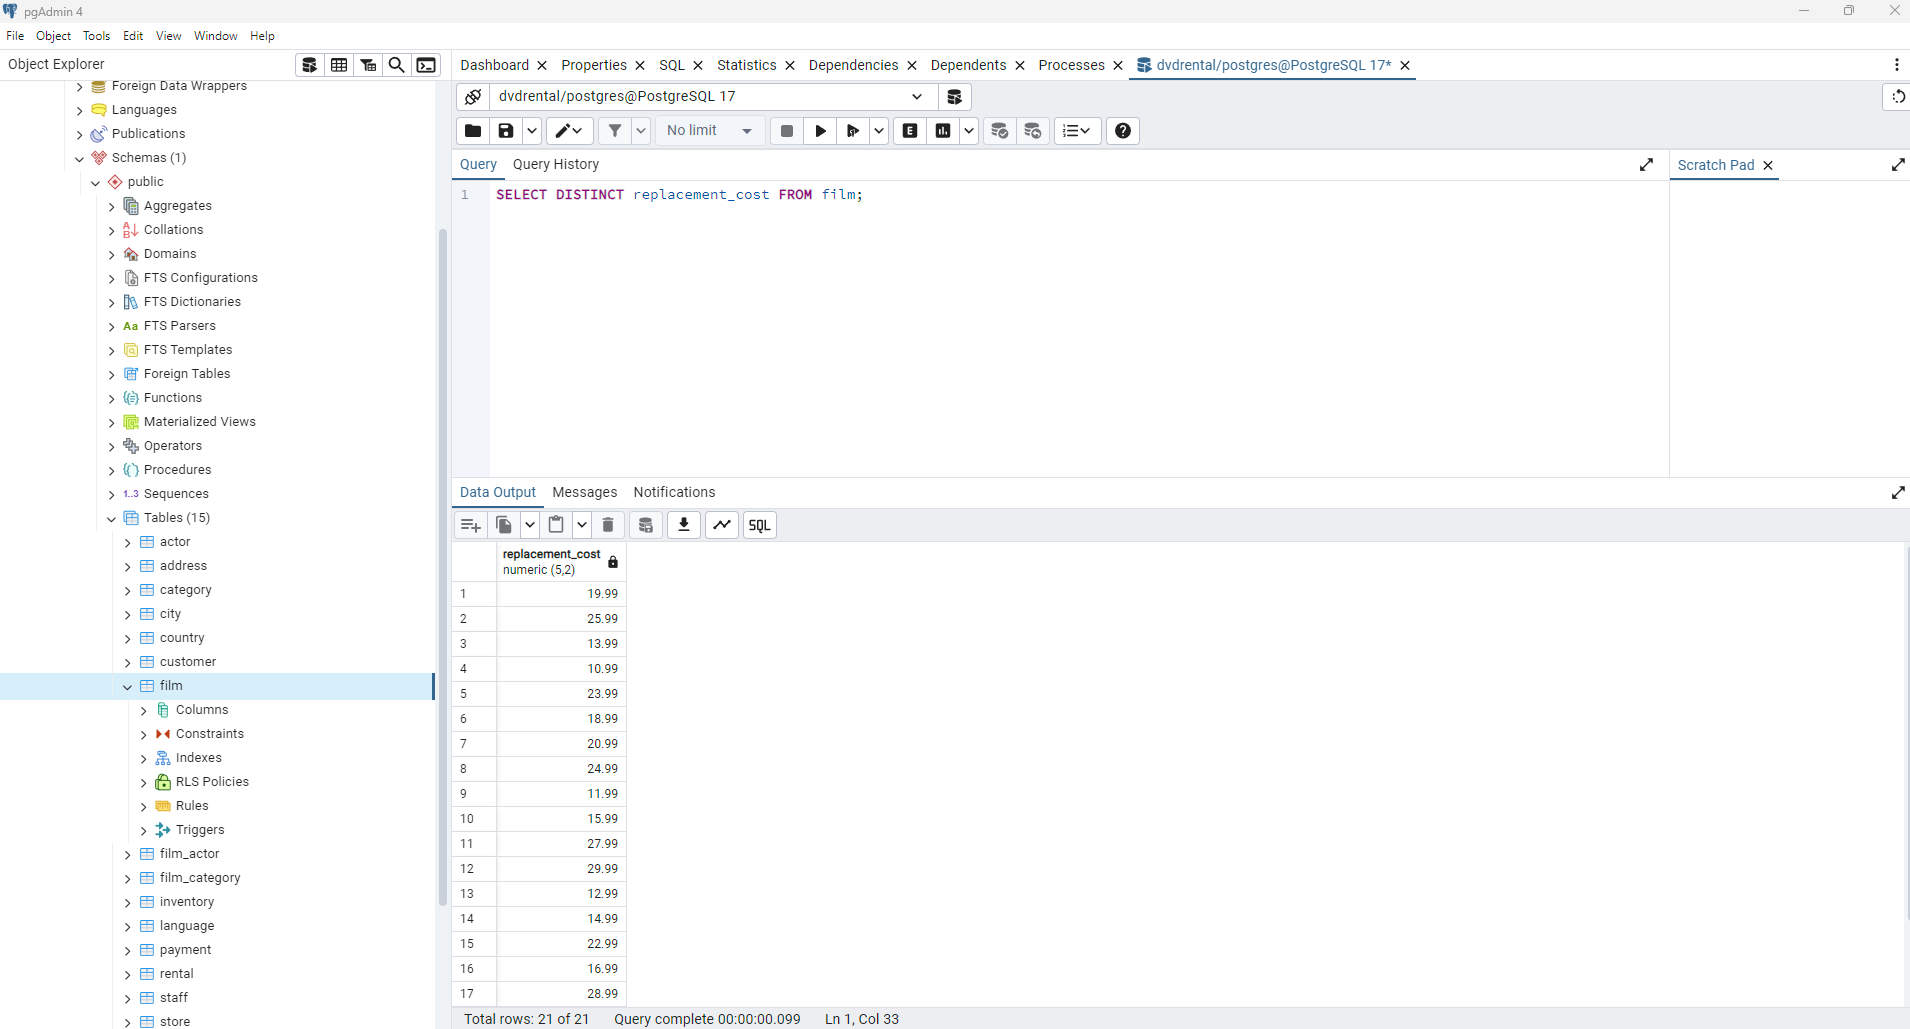 pgAdmin 4
File Object Tools Edit View Window Help
Object Explorer
Foreign Data Wrappers
Languages
Publications
Schemas (1)
public
Aggregates
Collations
Domains
FTS Configurations
FTS Dictionaries
Aa FTS Parsers
FTS Templates
Foreign Tables
Functions
Materialized Views
Operators
Procedures
1..3 Sequences
Tables (15)
actor
address
category
city
country
customer
film
Columns
Constraints
Indexes
RLS Policies
Rules
Triggers
film_actor
film_category
inventory
language
payment
rental
staff
store
Dashboard Properties SQL Statistics Dependencies Dependents Processes dvdrental/postgres@PostgreSQL 17*
dvdrental/postgres@PostgreSQL 17
No limit E
Query Query History
Scratch Pad
1 SELECT DISTINCT replacement_cost FROM film;
Data Output Messages Notifications
SQL
replacement_cost
numeric (5,2)
1 19.99
2 25.99
3 13.99
4 10.99
5 23.99
6 18.99
7 20.99
8 24.99
9 11.99
10 15.99
11 27.99
12 29.99
13 12.99
14 14.99
15 22.99
16 16.99
17 28.99
Total rows: 21 of 21 Query complete 00:00:00.099 Ln 1, Col 33